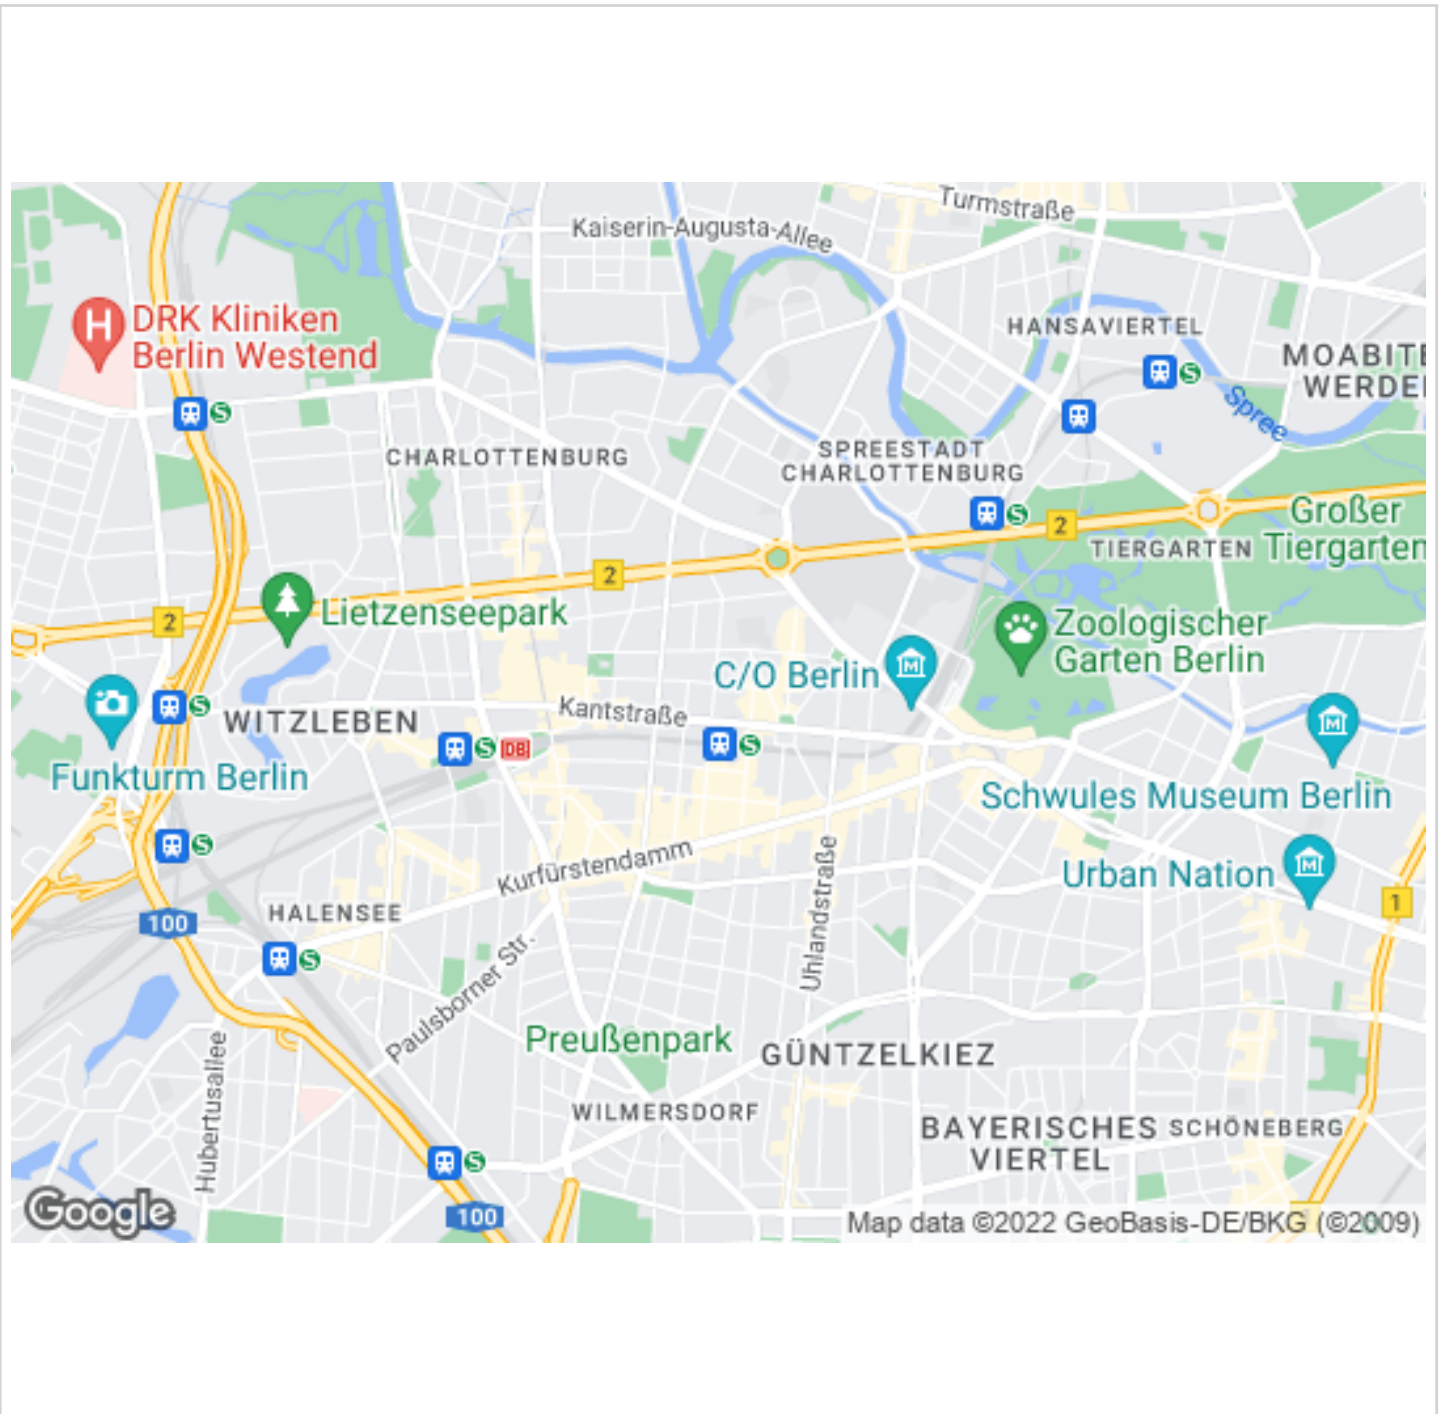 Turmstraße
Kaiserin-Augusta-Allee
H
DRK Kliniken
Berlin Westend
HANSAVIERTEL
MOABITE
WERDE
S
S
Spree
CHARLOTTENBURG
SPREESTADT
CHARLOTTENBURG
S
2
Großer
Tiergarten
TIERGARTEN
2
2
Lietzenseepark
Zoologischer
Garten Berlin
M
C/O Berlin
S
WITZLEBEN
Kantstraße
M
S
DB
S
Funkturm Berlin
Schwules Museum Berlin
S
Kurfürstendamm
Uhlandstraße
M
Urban Nation
1
100
HALENSEE
S
Paulsborner Str.
Preußenpark
GÜNTZELKIEZ
Hubertusallee
WILMERSDORF
BAYERISCHES
VIERTEL
SCHÖNEBERG
S
Google
100
Map data ©2022 GeoBasis-DE/BKG (©2009)